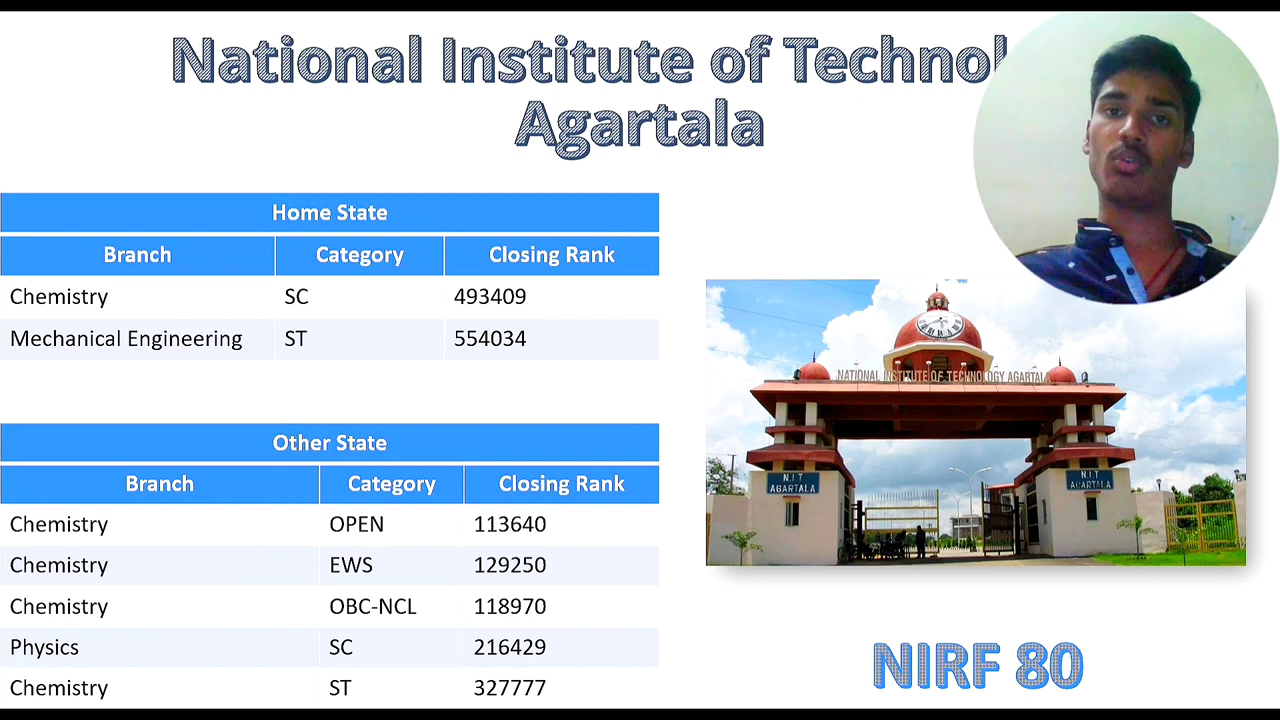 National Institute of Technol
Agartala
Home State
Branch Category Closing Rank
Chemistry SC 493409
Mechanical Engineering ST 554034
Other State
Branch Category Closing Rank
Chemistry OPEN 113640
Chemistry EWS 129250
Chemistry OBC-NCL 118970
Physics SC 216429
Chemistry ST 327777
NATIONAL INSTITUTE OF TECHNOLOGY AGARTALA
N.I.T
AGARTALA
N.I.T
AGARTALA
NIRF 80